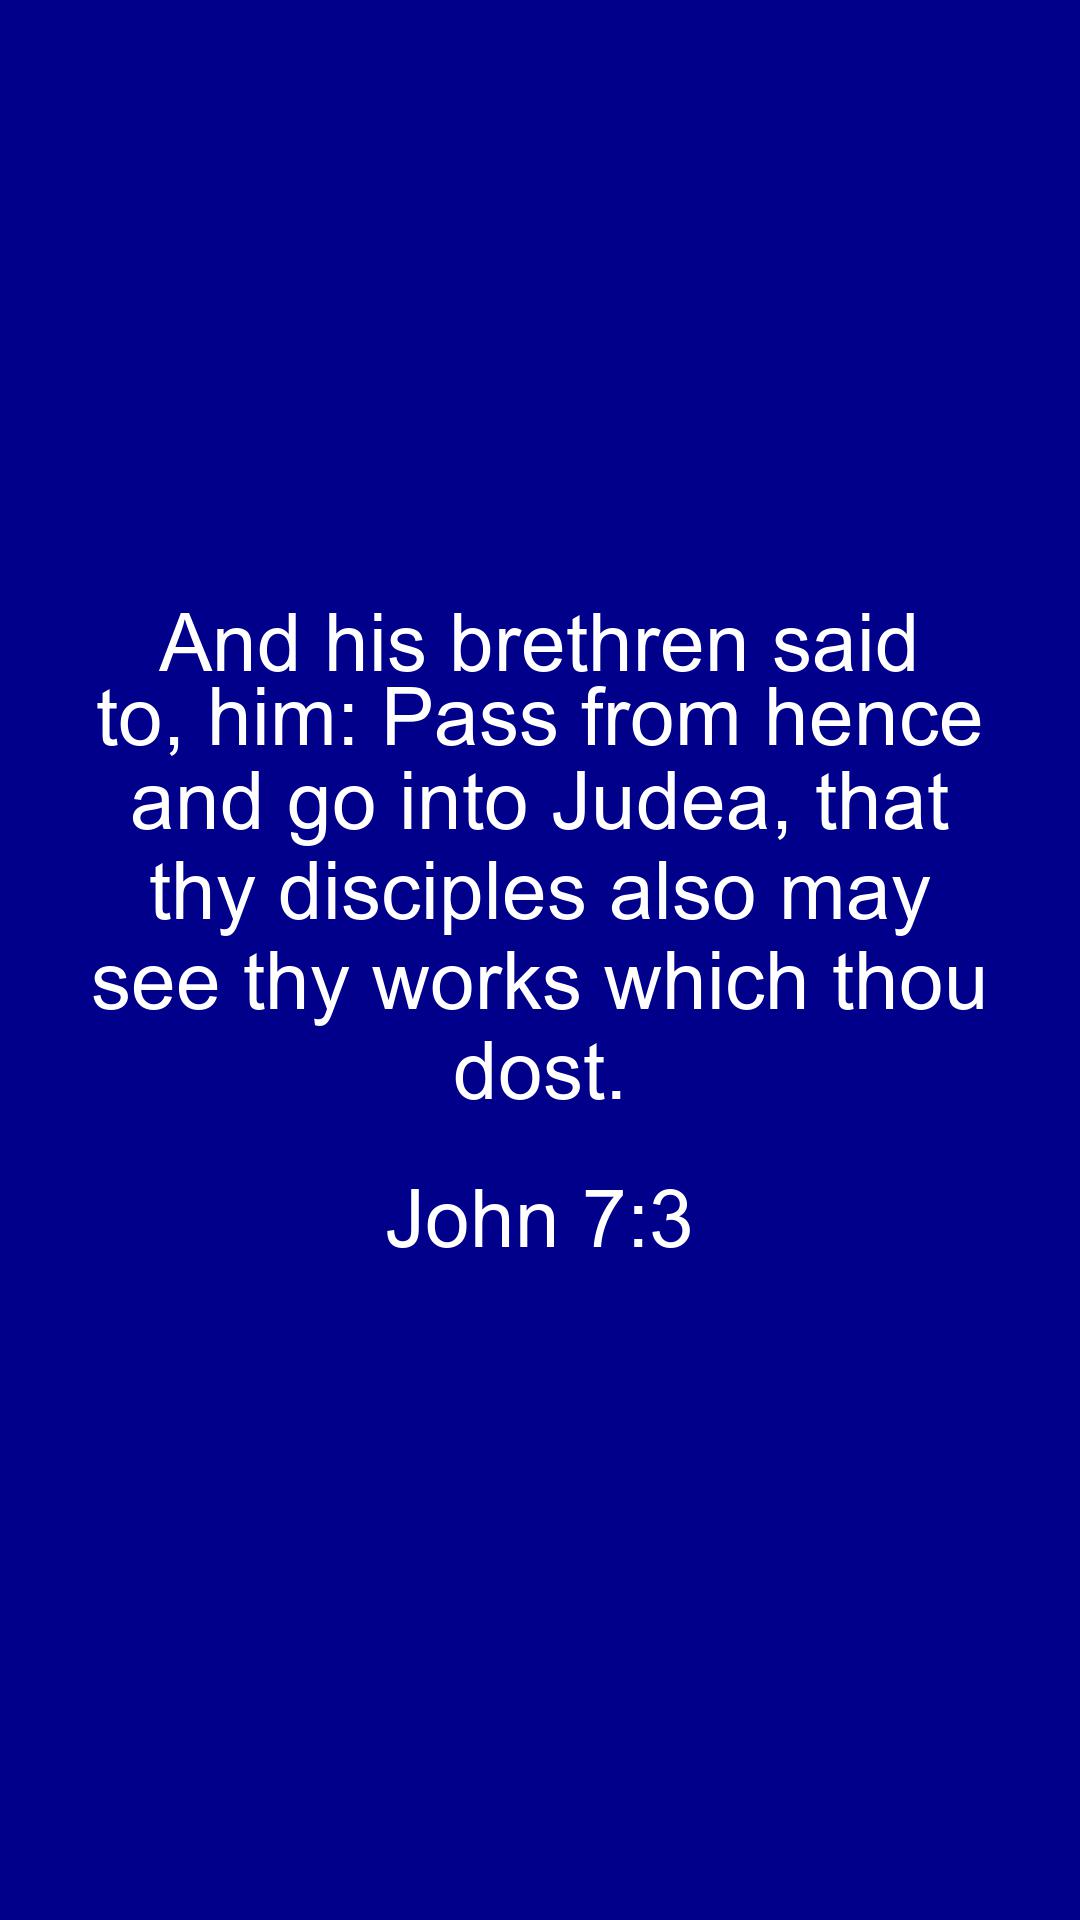 And his brethren said
to, him: Pass from hence
and go into Judea, that
thy disciples also may
see thy works which thou
dost.
John 7:3